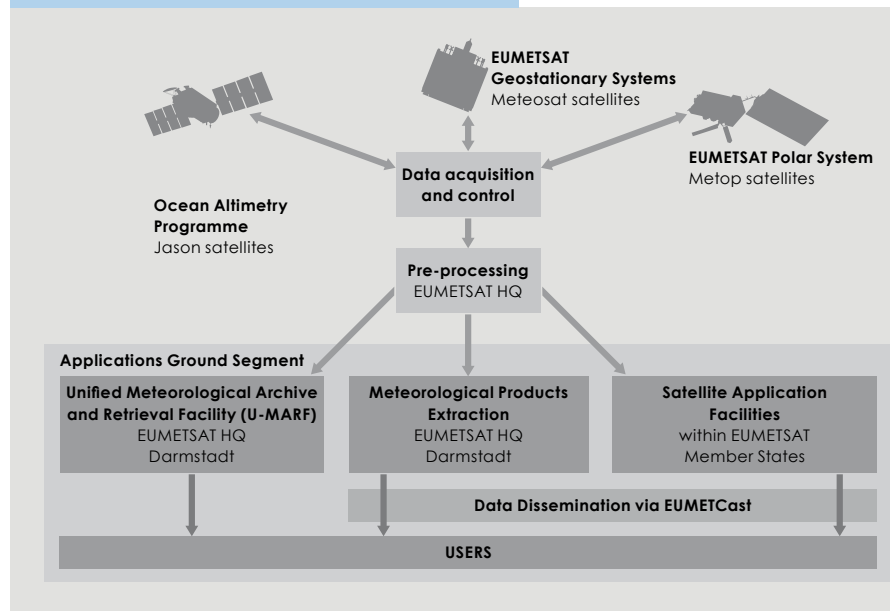 EUMETSAT
Geostationary Systems
Meteosat satellites
EUMETSAT Polar System
Metop satellites
Ocean Altimetry
Programme
Jason satellites
Data acquisition
and control
Pre-processing
EUMETSAT HQ
Applications Ground Segment
Unified Meteorological Archive
and Retrieval Facility (U-MARF)
EUMETSAT HQ
Darmstadt
Meteorological Products
Extraction
EUMETSAT HQ
Darmstadt
Satellite Application
Facilities
within EUMETSAT
Member States
Data Dissemination via EUMETCast
USERS